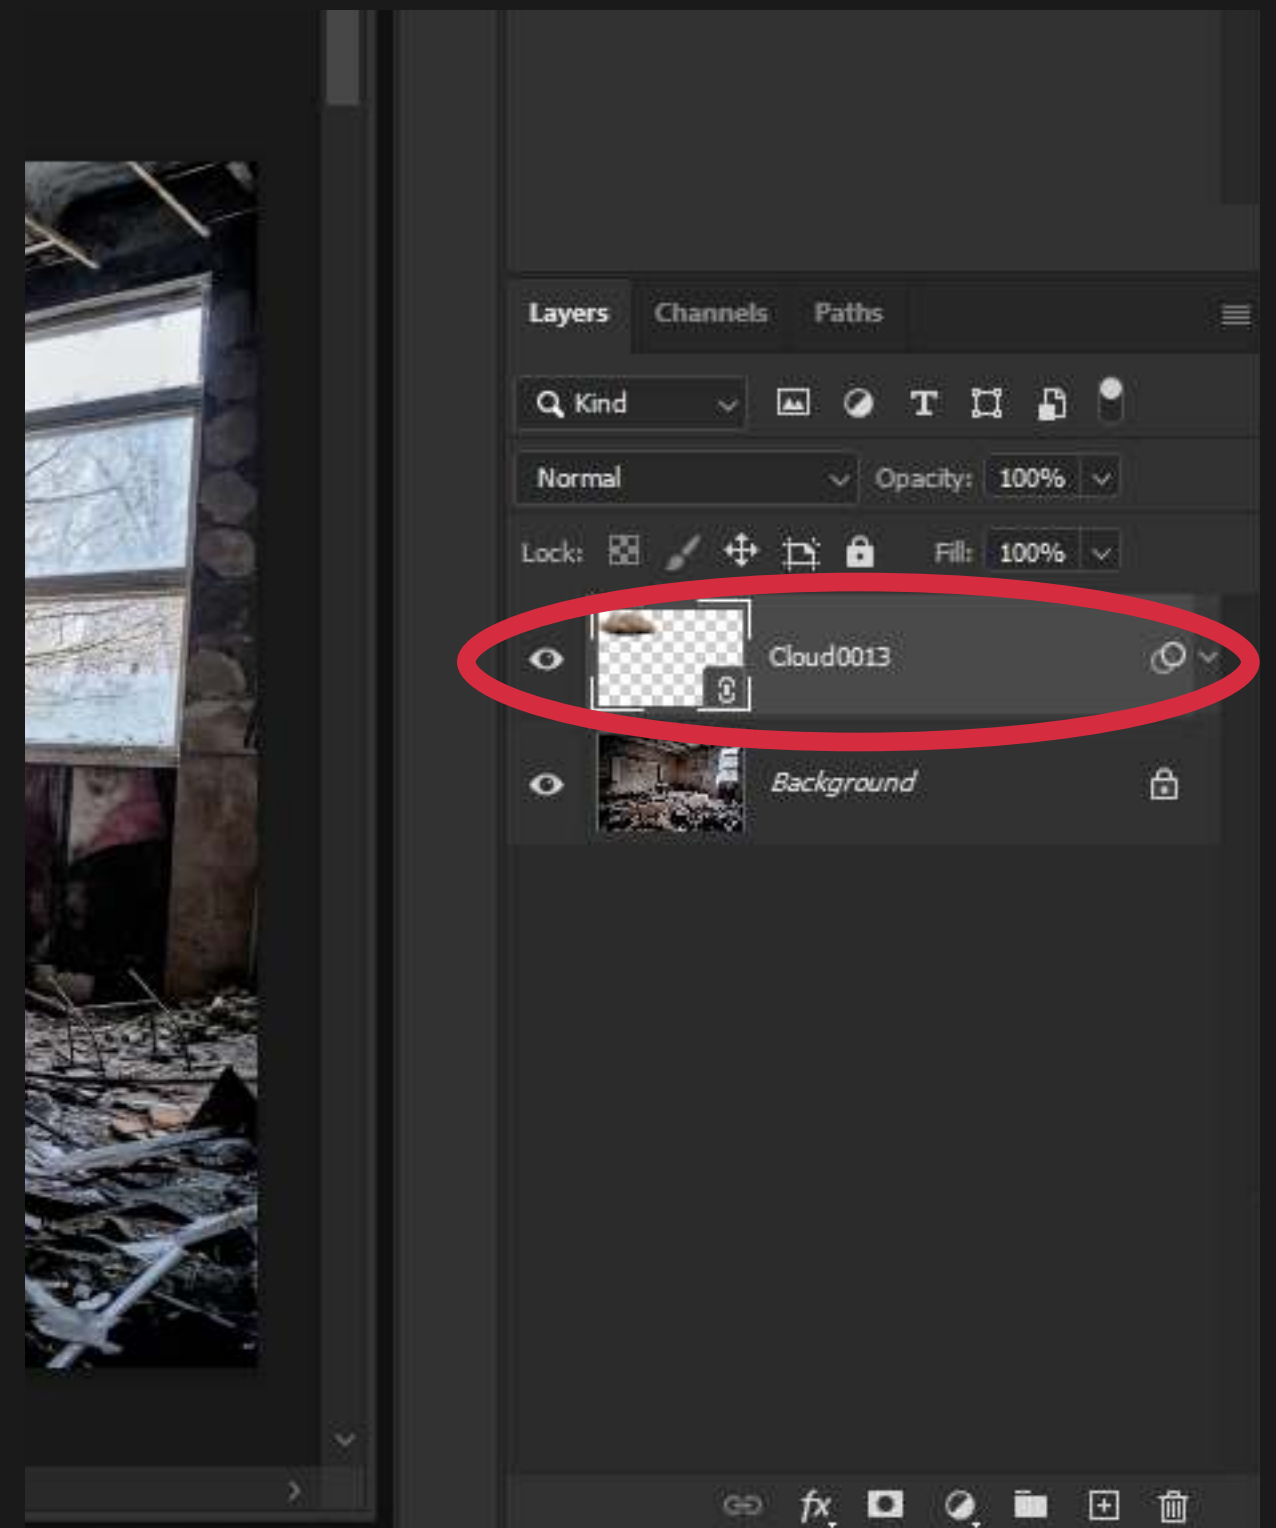 Layers Channels Paths
Kind
Normal Opacity: 100%
Lock: Fill: 100%
Cloud0013
Background
fx